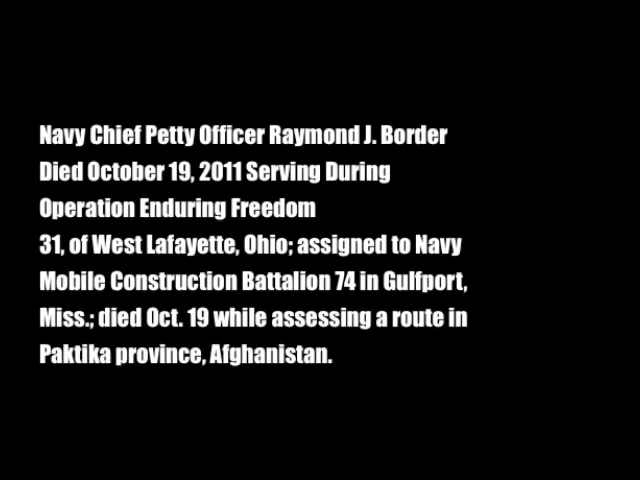 Navy Chief Petty Officer Raymond J. Border
Died October 19, 2011 Serving During
Operation Enduring Freedom
31, of West Lafayette, Ohio; assigned to Navy
Mobile Construction Battalion 74 in Gulfport,
Miss.; died Oct. 19 while assessing a route in
Paktika province, Afghanistan.